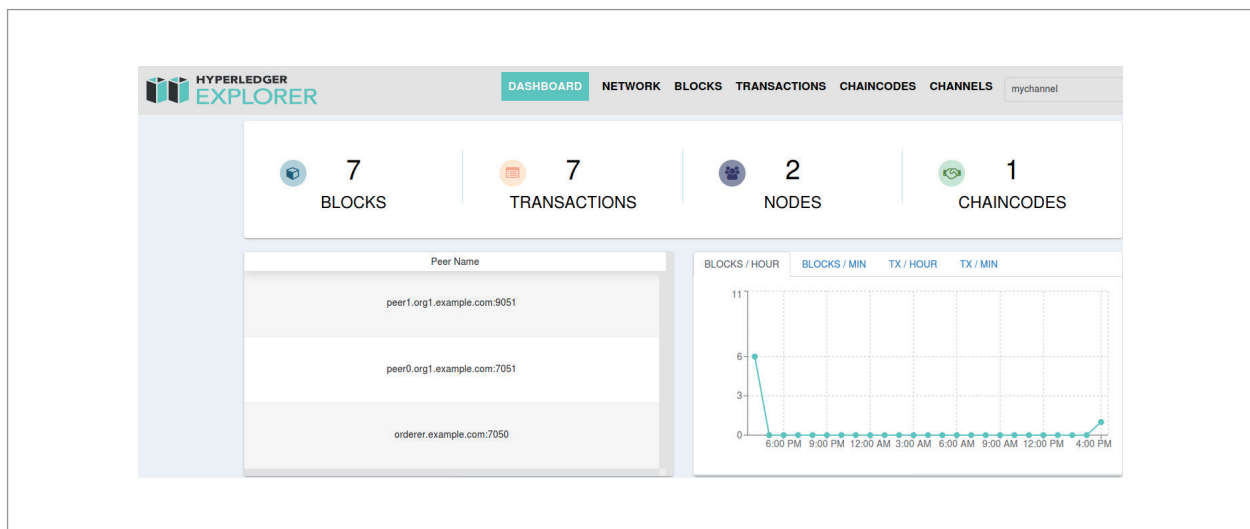 HYPERLEDGER
EXPLORER
DASHBOARD NETWORK BLOCKS TRANSACTIONS CHAINCODES CHANNELS mychannel
7 7 2 1
BLOCKS TRANSACTIONS NODES CHAINCODES
Peer Name
peer1.org1.example.com:9051
peer0.org1.example.com:7051
orderer.example.com:7050
BLOCKS / HOUR BLOCKS / MIN TX / HOUR TX / MIN
11
6
3
0
6:00 PM 9:00 PM 12:00 AM 3:00 AM 6:00 AM 9:00 AM 12:00 PM 4:00 PM